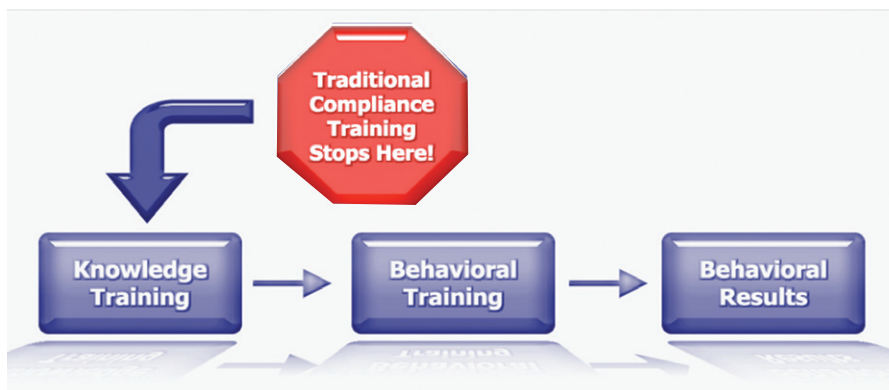 Traditional
Compliance
Training
Stops Here!
Knowledge
Training
Behavioral
Training
Behavioral
Results